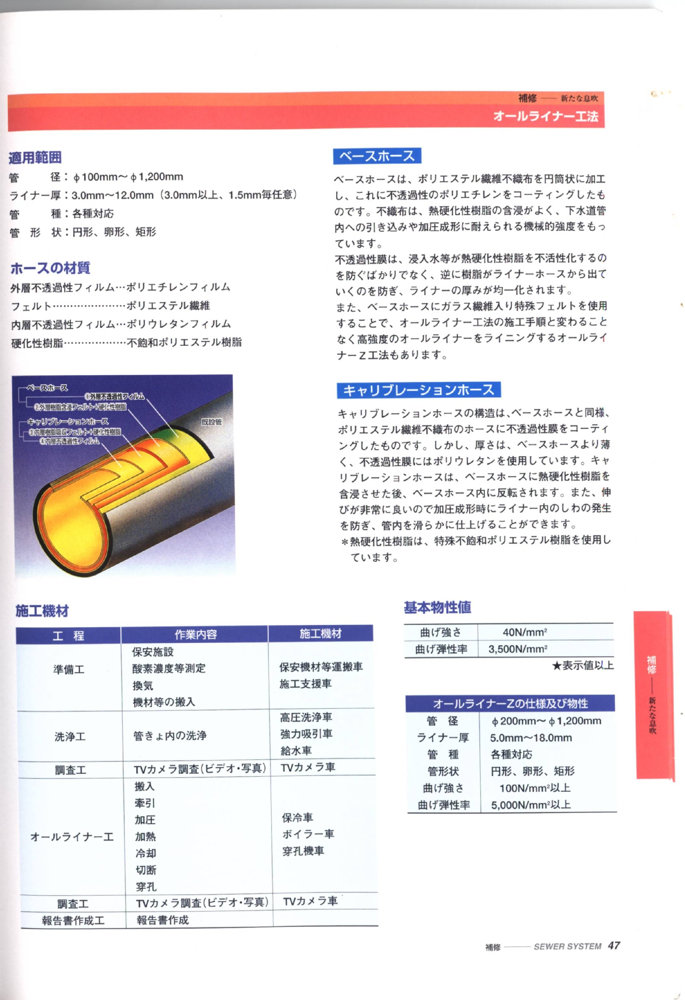 補修 —— 新たな息吹
オールライナー工法
適用範囲
管　　　径：φ100mm～φ1,200mm
ライナー厚：3.0mm～12.0mm（3.0mm以上、1.5mm毎任意）
管　　　種：各種対応
管　形　状：円形、卵形、矩形
ホースの材質
外層不透過性フィルム…ポリエチレンフィルム
フェルト…………………ポリエステル繊維
内層不透過性フィルム…ポリウレタンフィルム
硬化性樹脂………………不飽和ポリエステル樹脂
ベースホース
①外層不透過性フィルム
②外層樹脂含浸フェルト+硬化性樹脂
キャリブレーションホース
③内層樹脂吸収フェルト+硬化性樹脂
④内層不透過性フィルム
既設管
ベースホース
ベースホースは、ポリエステル繊維不織布を円筒状に加工
し、これに不透過性のポリエチレンをコーティングしたも
のです。不織布は、熱硬化性樹脂の含浸がよく、下水道管
内への引き込みや加圧成形に耐えられる機械的強度をもっ
ています。
不透過性膜は、浸入水等が熱硬化性樹脂を不活性化するの
を防ぐばかりでなく、逆に樹脂がライナーホースから出て
いくのを防ぎ、ライナーの厚みが均一化されます。
また、ベースホースにガラス繊維入り特殊フェルトを使用
することで、オールライナー工法の施工手順と変わること
なく高強度のオールライナーをライニングするオールライ
ナーＺ工法もあります。
キャリブレーションホース
キャリブレーションホースの構造は、ベースホースと同様、
ポリエステル繊維不織布のホースに不透過性膜をコーティ
ングしたものです。しかし、厚さは、ベースホースより薄
く、不透過性膜にはポリウレタンを使用しています。キャ
リブレーションホースは、ベースホースに熱硬化性樹脂を
含浸させた後、ベースホース内に反転されます。また、伸
びが非常に良いので加圧成形時にライナー内のしわの発生
を防ぎ、管内を滑らかに仕上げることができます。
＊熱硬化性樹脂は、特殊不飽和ポリエステル樹脂を使用し
ています。
施工機材
工　程　作業内容　施工機材
準備工
保安施設
酸素濃度等測定
換気
機材等の搬入
保安機材等運搬車
施工支援車
洗浄工
管きょ内の洗浄
高圧洗浄車
強力吸引車
給水車
調査工　TVカメラ調査（ビデオ・写真）　TVカメラ車
オールライナー工
搬入
牽引
加圧
加熱
冷却
切断
穿孔
保冷車
ボイラー車
穿孔機車
調査工　TVカメラ調査（ビデオ・写真）　TVカメラ車
報告書作成工　報告書作成
基本物性値
曲げ強さ　40N/mm²
曲げ弾性率　3,500N/mm²
★表示値以上
オールライナーZの仕様及び物性
管　径　φ200mm～φ1,200mm
ライナー厚　5.0mm～18.0mm
管　種　各種対応
管形状　円形、卵形、矩形
曲げ強さ　100N/mm²以上
曲げ弾性率　5,000N/mm²以上
補修 —— 新たな息吹
補修 —— SEWER SYSTEM 47